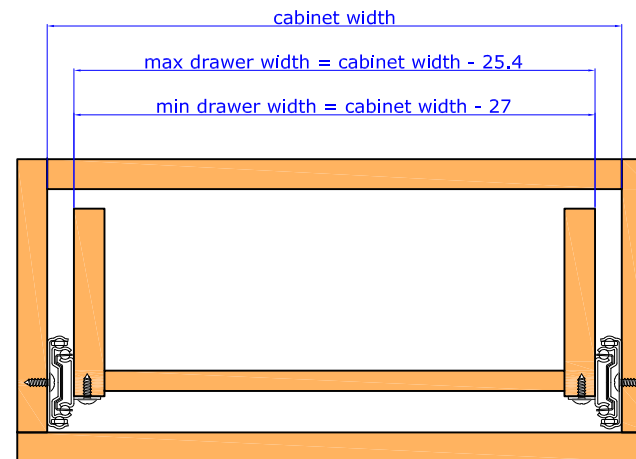 cabinet width
max drawer width = cabinet width - 25.4
min drawer width = cabinet width - 27